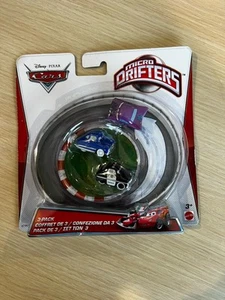 Disney PIXAR
Cars
MICRO
DRIFTERS
3-PACK
COFFRET DE 3 / CONFEZIONE DA 3
PACK DE 3 / SET VON 3
3+